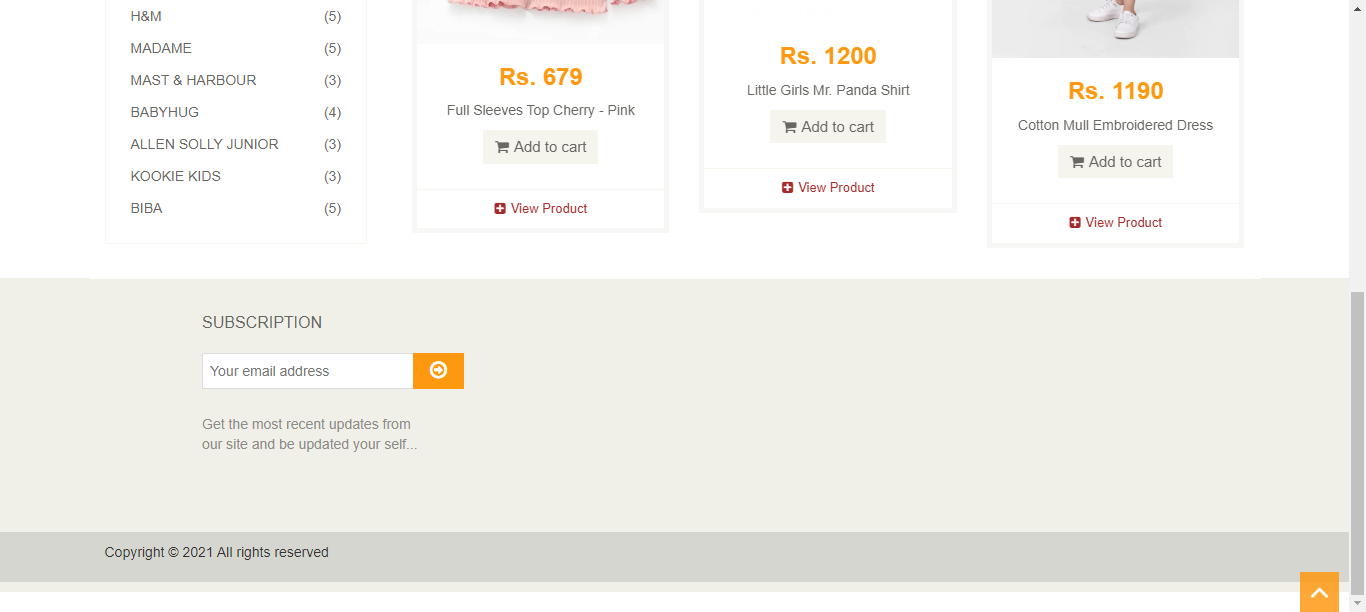 H&M (5)
MADAME (5)
MAST & HARBOUR (3)
BABYHUG (4)
ALLEN SOLLY JUNIOR (3)
KOOKIE KIDS (3)
BIBA (5)
Rs. 679
Full Sleeves Top Cherry - Pink
Add to cart
View Product
Rs. 1200
Little Girls Mr. Panda Shirt
Add to cart
View Product
Rs. 1190
Cotton Mull Embroidered Dress
Add to cart
View Product
SUBSCRIPTION
Your email address
Get the most recent updates from
our site and be updated your self...
Copyright © 2021 All rights reserved